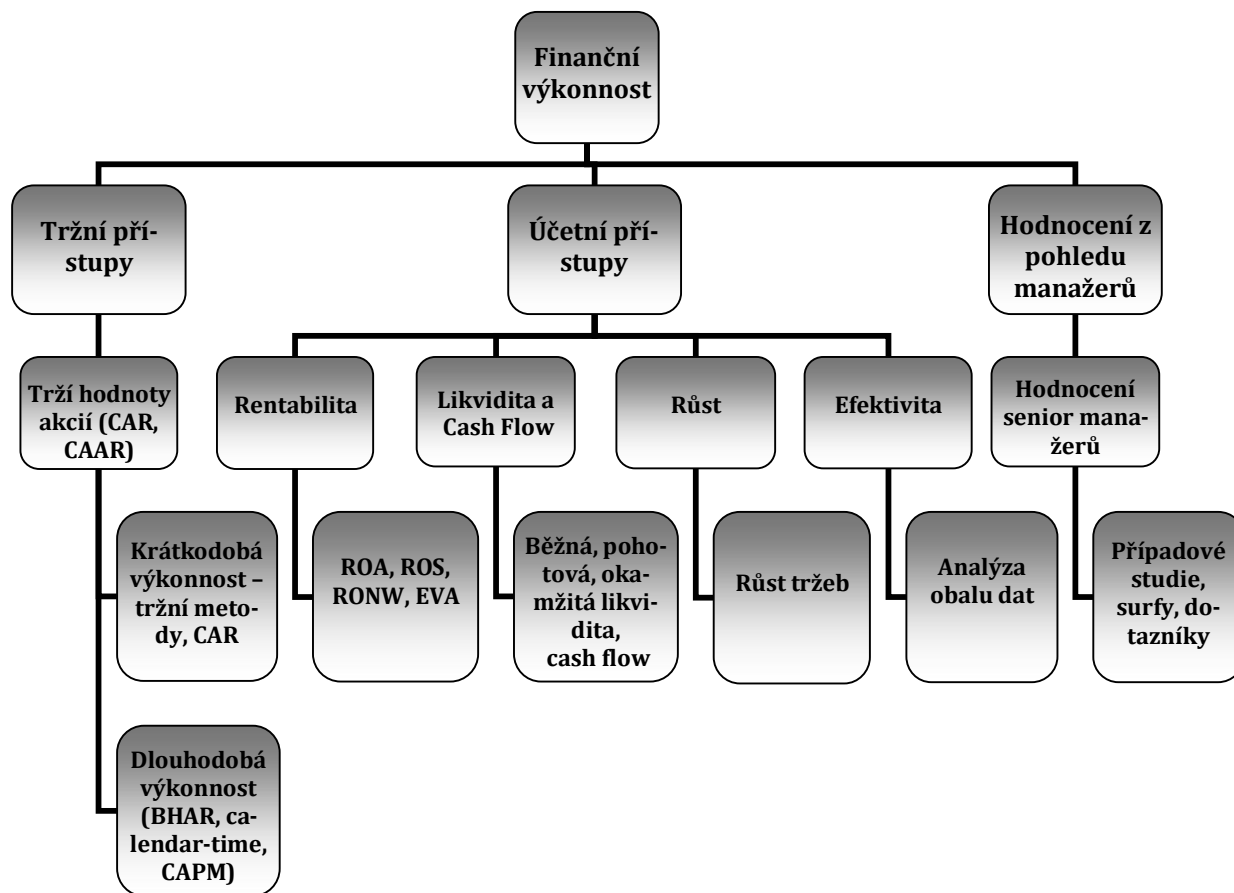 Finanční
výkonnost
Tržní pří-
stupy
Účetní pří-
stupy
Hodnocení z
pohledu
manažerů
Trží hodnoty
akcií (CAR,
CAAR)
Rentabilita
Likvidita a
Cash Flow
Růst
Efektivita
Hodnocení
senior mana-
žerů
Krátkodobá
výkonnost –
tržní meto-
dy, CAR
ROA, ROS,
RONW, EVA
Běžná, poho-
tová, oka-
mžitá likvi-
dita,
cash flow
Růst tržeb
Analýza
obalu dat
Případové
studie,
surfy, do-
tazníky
Dlouhodobá
výkonnost
(BHAR, ca-
lendar-time,
CAPM)